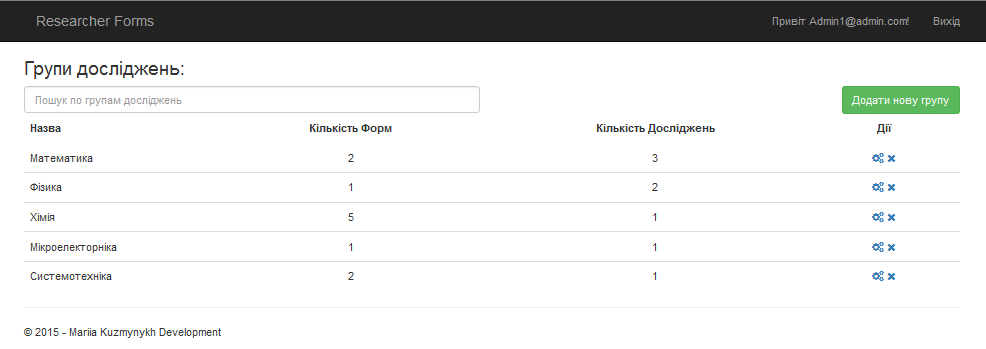 Researcher Forms Привіт Admin1@admin.com! Вихід
Групи досліджень:
Пошук по групам досліджень Додати нову групу
Назва Кількість Форм Кількість Досліджень Дії
Математика 2 3
Фізика 1 2
Хімія 5 1
Мікроелекторніка 1 1
Системотехніка 2 1
© 2015 - Mariia Kuzmynykh Development